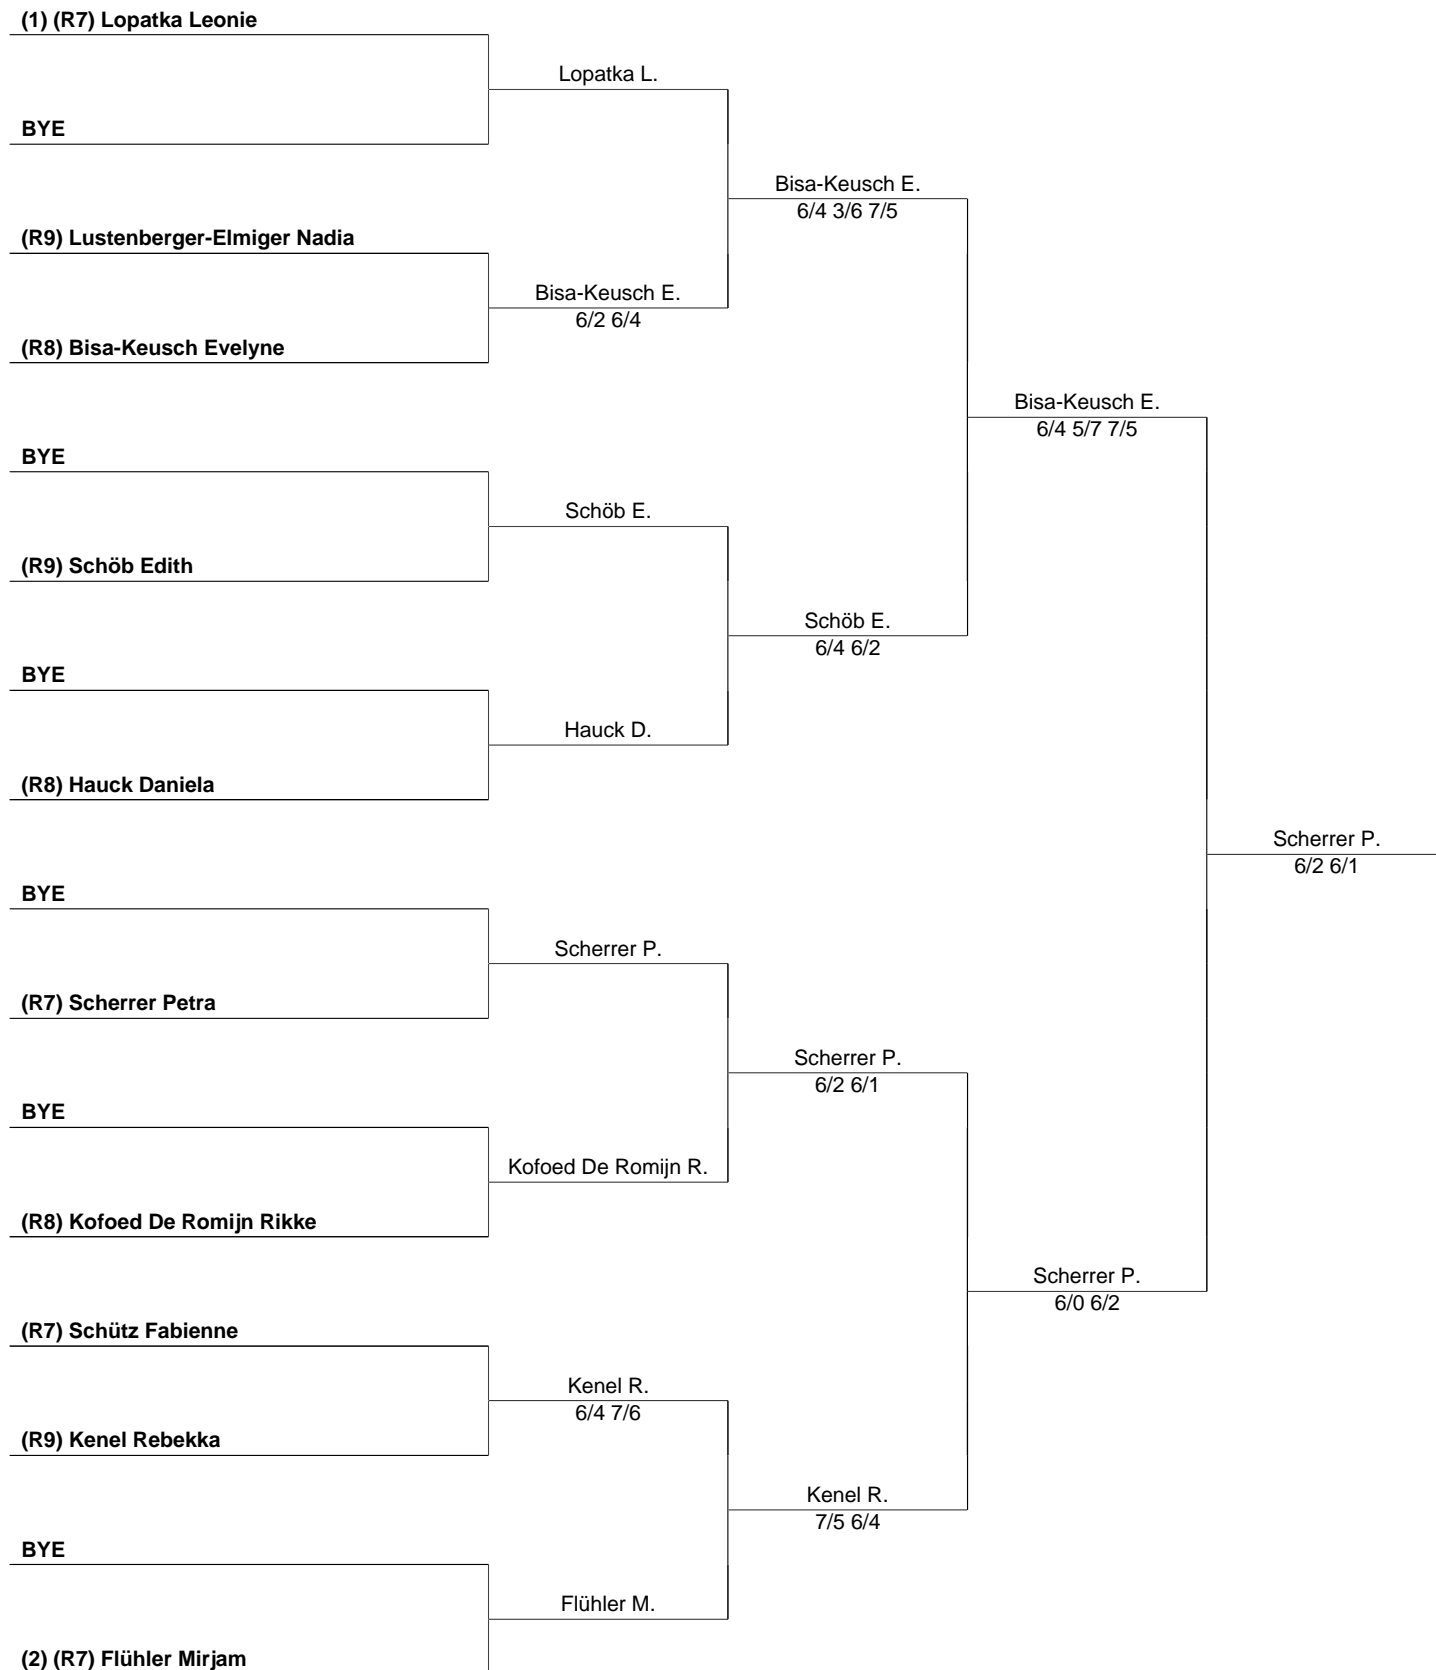 (1) (R7) Lopatka Leonie
Lopatka L.
BYE
Bisa-Keusch E.
6/4 3/6 7/5
(R9) Lustenberger-Elmiger Nadia
Bisa-Keusch E.
6/2 6/4
(R8) Bisa-Keusch Evelyne
Bisa-Keusch E.
6/4 5/7 7/5
BYE
Schöb E.
(R9) Schöb Edith
Schöb E.
6/4 6/2
BYE
Hauck D.
(R8) Hauck Daniela
Scherrer P.
6/2 6/1
BYE
Scherrer P.
(R7) Scherrer Petra
Scherrer P.
6/2 6/1
BYE
Kofoed De Romijn R.
(R8) Kofoed De Romijn Rikke
Scherrer P.
6/0 6/2
(R7) Schütz Fabienne
Kenel R.
6/4 7/6
(R9) Kenel Rebekka
Kenel R.
7/5 6/4
BYE
Flühler M.
(2) (R7) Flühler Mirjam